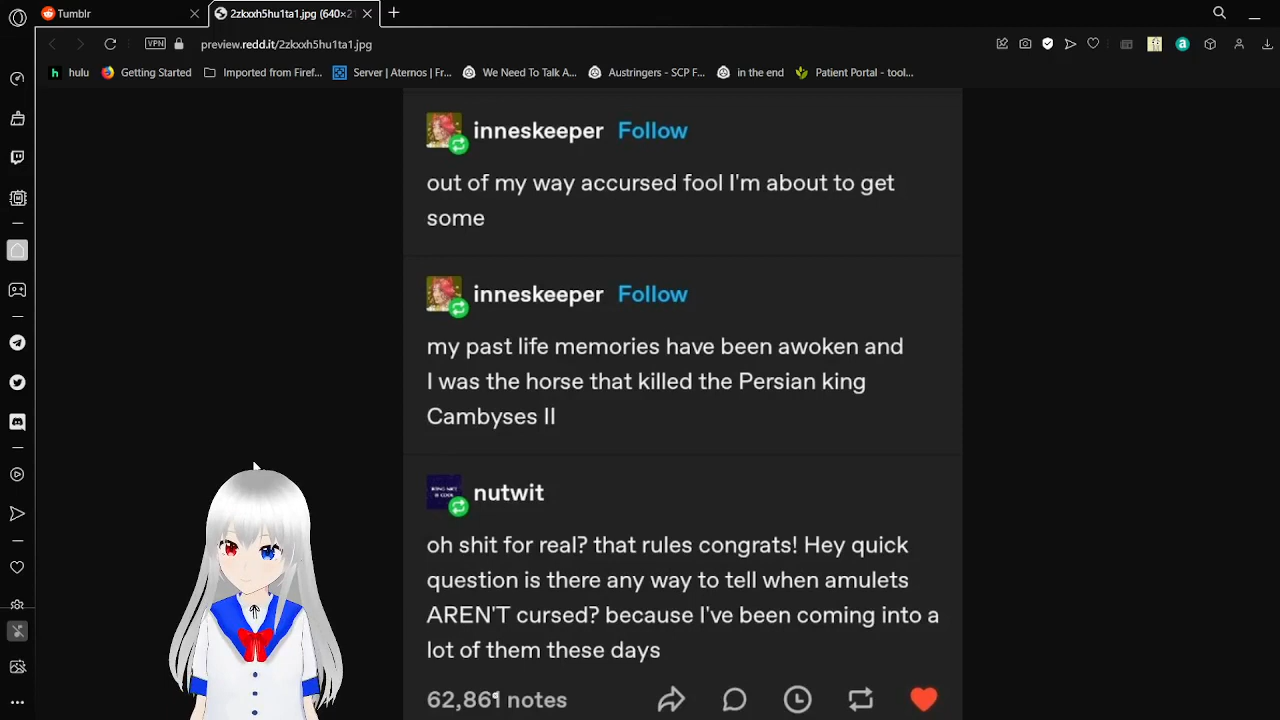 Tumblr
2zkxxh5hu1ta1.jpg (640×21
VPN
preview.redd.it/2zkxxh5hu1ta1.jpg
h hulu
Getting Started
Imported from Firef...
Server | Aternos | Fr...
We Need To Talk A...
Austringers - SCP F...
in the end
Patient Portal - tool...
inneskeeper Follow
out of my way accursed fool I'm about to get
some
inneskeeper Follow
my past life memories have been awoken and
I was the horse that killed the Persian king
Cambyses II
nutwit
oh shit for real? that rules congrats! Hey quick
question is there any way to tell when amulets
AREN'T cursed? because I've been coming into a
lot of them these days
62,861 notes